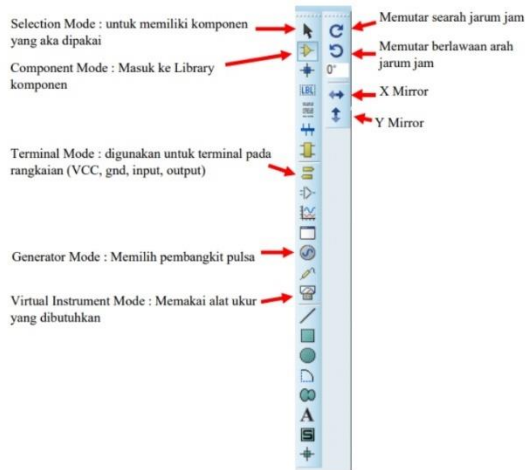 Selection Mode : untuk memiliki komponen
yang aka dipakai
Component Mode : Masuk ke Library
komponen
Terminal Mode : digunakan untuk terminal pada
rangkaian (VCC, gnd, input, output)
Generator Mode : Memilih pembangkit pulsa
Virtual Instrument Mode : Memakai alat ukur
yang dibutuhkan
LBL
A
S
0°
Memutar searah jarum jam
Memutar berlawaan arah
jarum jam
X Mirror
Y Mirror